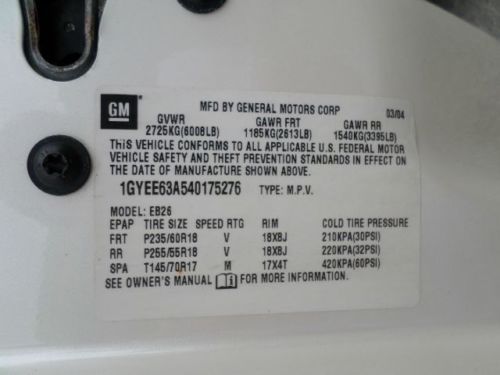 GM
MFD BY GENERAL MOTORS CORP 03/04
GVWR GAWR FRT GAWR RR
2725KG(6008LB) 1185KG(2613LB) 1540KG(3395LB)
THIS VEHICLE CONFORMS TO ALL APPLICABLE U.S. FEDERAL MOTOR
VEHICLE SAFETY AND THEFT PREVENTION STANDARDS IN EFFECT ON
THE DATE OF MANUFACTURE SHOWN ABOVE.
1GYEE63A540175276 TYPE: M.P.V.
MODEL: EB26
EPAP TIRE SIZE SPEED RTG RIM COLD TIRE PRESSURE
FRT P235/60R18 V 18X8J 210KPA(30PSI)
RR P255/55R18 V 18X8J 220KPA(32PSI)
SPA T145/70R17 M 17X4T 420KPA(60PSI)
SEE OWNER'S MANUAL FOR MORE INFORMATION.